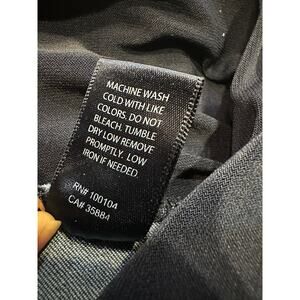 MACHINE WASH
COLD WITH LIKE
COLORS. DO NOT
BLEACH. TUMBLE
DRY LOW REMOVE
PROMPTLY. LOW
IRON IF NEEDED.
RN# 100104
CA# 35884